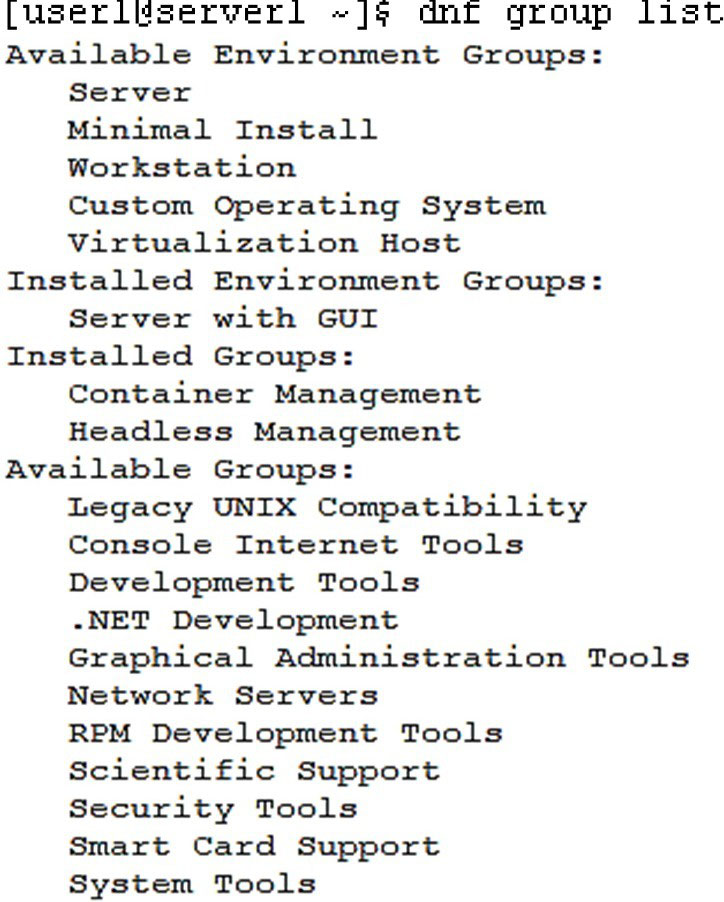 [user1@server1 ~]$ dnf group list
Available Environment Groups:
Server
Minimal Install
Workstation
Custom Operating System
Virtualization Host
Installed Environment Groups:
Server with GUI
Installed Groups:
Container Management
Headless Management
Available Groups:
Legacy UNIX Compatibility
Console Internet Tools
Development Tools
.NET Development
Graphical Administration Tools
Network Servers
RPM Development Tools
Scientific Support
Security Tools
Smart Card Support
System Tools